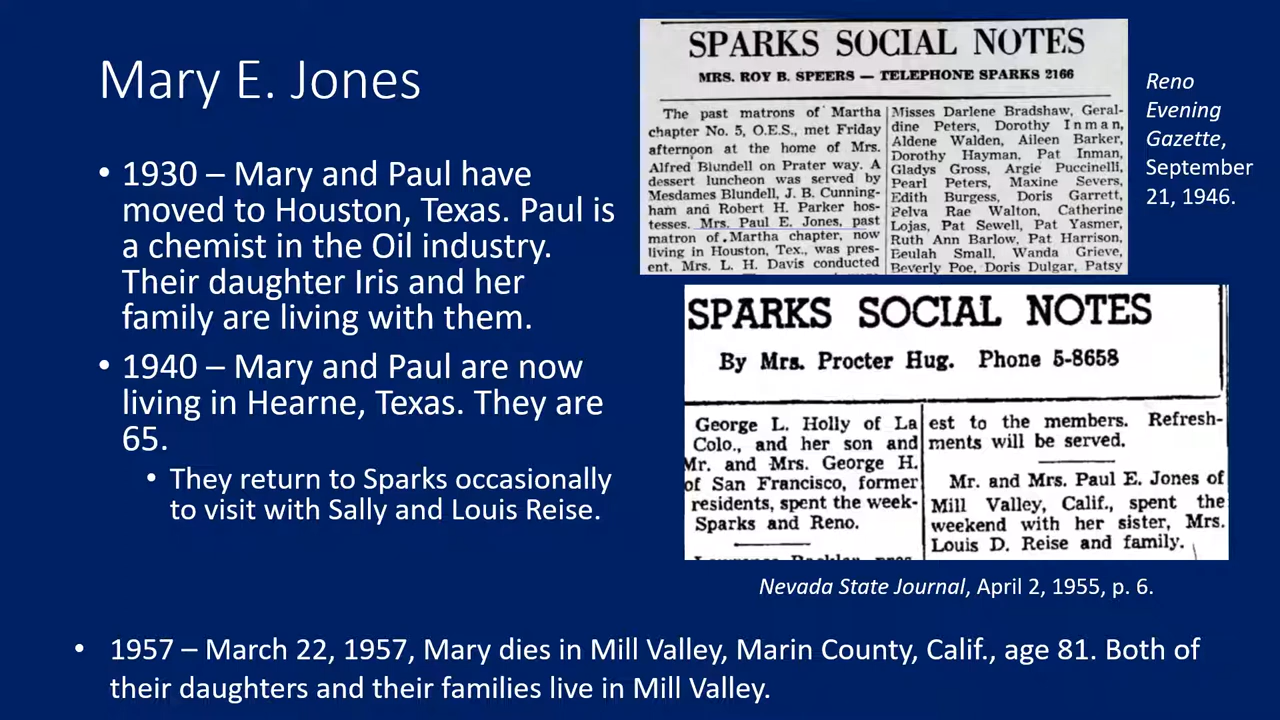 Mary E. Jones
• 1930 – Mary and Paul have
moved to Houston, Texas. Paul is
a chemist in the Oil industry.
Their daughter Iris and her
family are living with them.
• 1940 – Mary and Paul are now
living in Hearne, Texas. They are
65.
• They return to Sparks occasionally
to visit with Sally and Louis Reise.
SPARKS SOCIAL NOTES
MRS. ROY B. SPEERS — TELEPHONE SPARKS 2166
The past matrons of Martha
chapter No. 5, O.E.S., met Friday
afternoon at the home of Mrs.
Alfred Blundell on Prater way. A
dessert luncheon was served by
Mesdames Blundell, J. B. Cunning-
ham and Robert H. Parker hos-
tesses. Mrs. Paul E. Jones, past
matron of Martha chapter, now
living in Houston, Tex., was pres-
ent. Mrs. L. H. Davis conducted
Misses Darlene Bradshaw, Geral-
dine Peters, Dorothy Inman,
Aldene Walden, Aileen Barker,
Dorothy Hayman, Pat Inman,
Gladys Gross, Argie Puccinelli,
Pearl Peters, Maxine Severs,
Edith Burgess, Doris Garrett,
Pelva Rae Walton, Catherine
Lojas, Pat Sewell, Pat Yasmer,
Ruth Ann Barlow, Pat Harrison,
Beulah Small, Wanda Grieve,
Beverly Poe, Doris Dulgar, Patsy
Reno
Evening
Gazette,
September
21, 1946.
SPARKS SOCIAL NOTES
By Mrs. Procter Hug. Phone 5-8658
George L. Holly of La
Colo., and her son and
Mr. and Mrs. George H.
of San Francisco, former
residents, spent the week-
Sparks and Reno.
est to the members. Refresh-
ments will be served.
Mr. and Mrs. Paul E. Jones of
Mill Valley, Calif., spent the
weekend with her sister, Mrs.
Louis D. Reise and family.
Nevada State Journal, April 2, 1955, p. 6.
• 1957 – March 22, 1957, Mary dies in Mill Valley, Marin County, Calif., age 81. Both of
their daughters and their families live in Mill Valley.